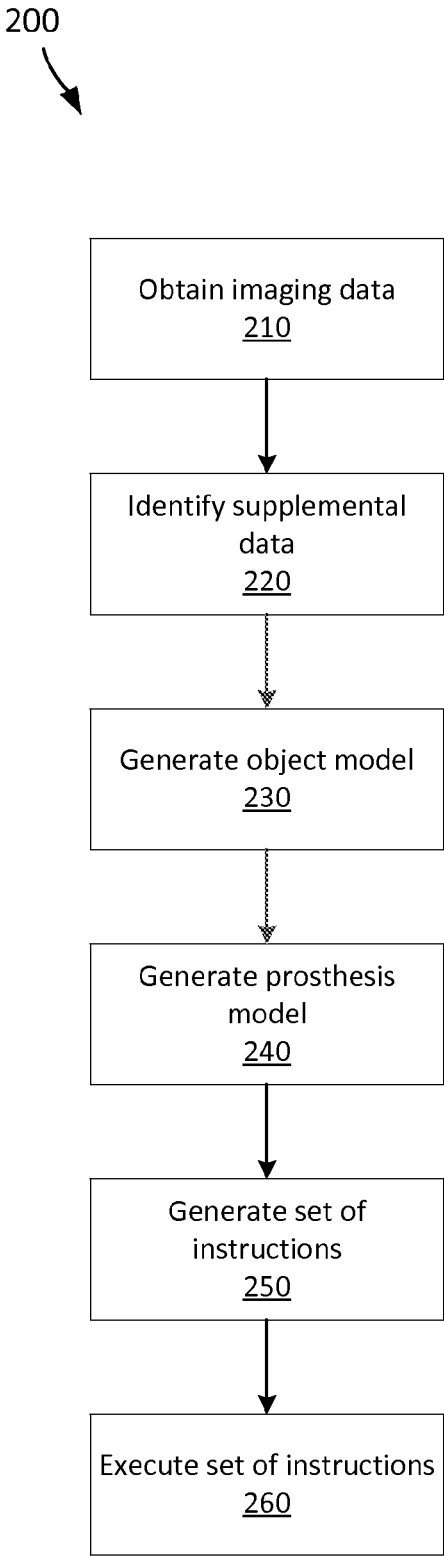 200
Obtain imaging data
210
Identify supplemental
data
220
Generate object model
230
Generate prosthesis
model
240
Generate set of
instructions
250
Execute set of instructions
260